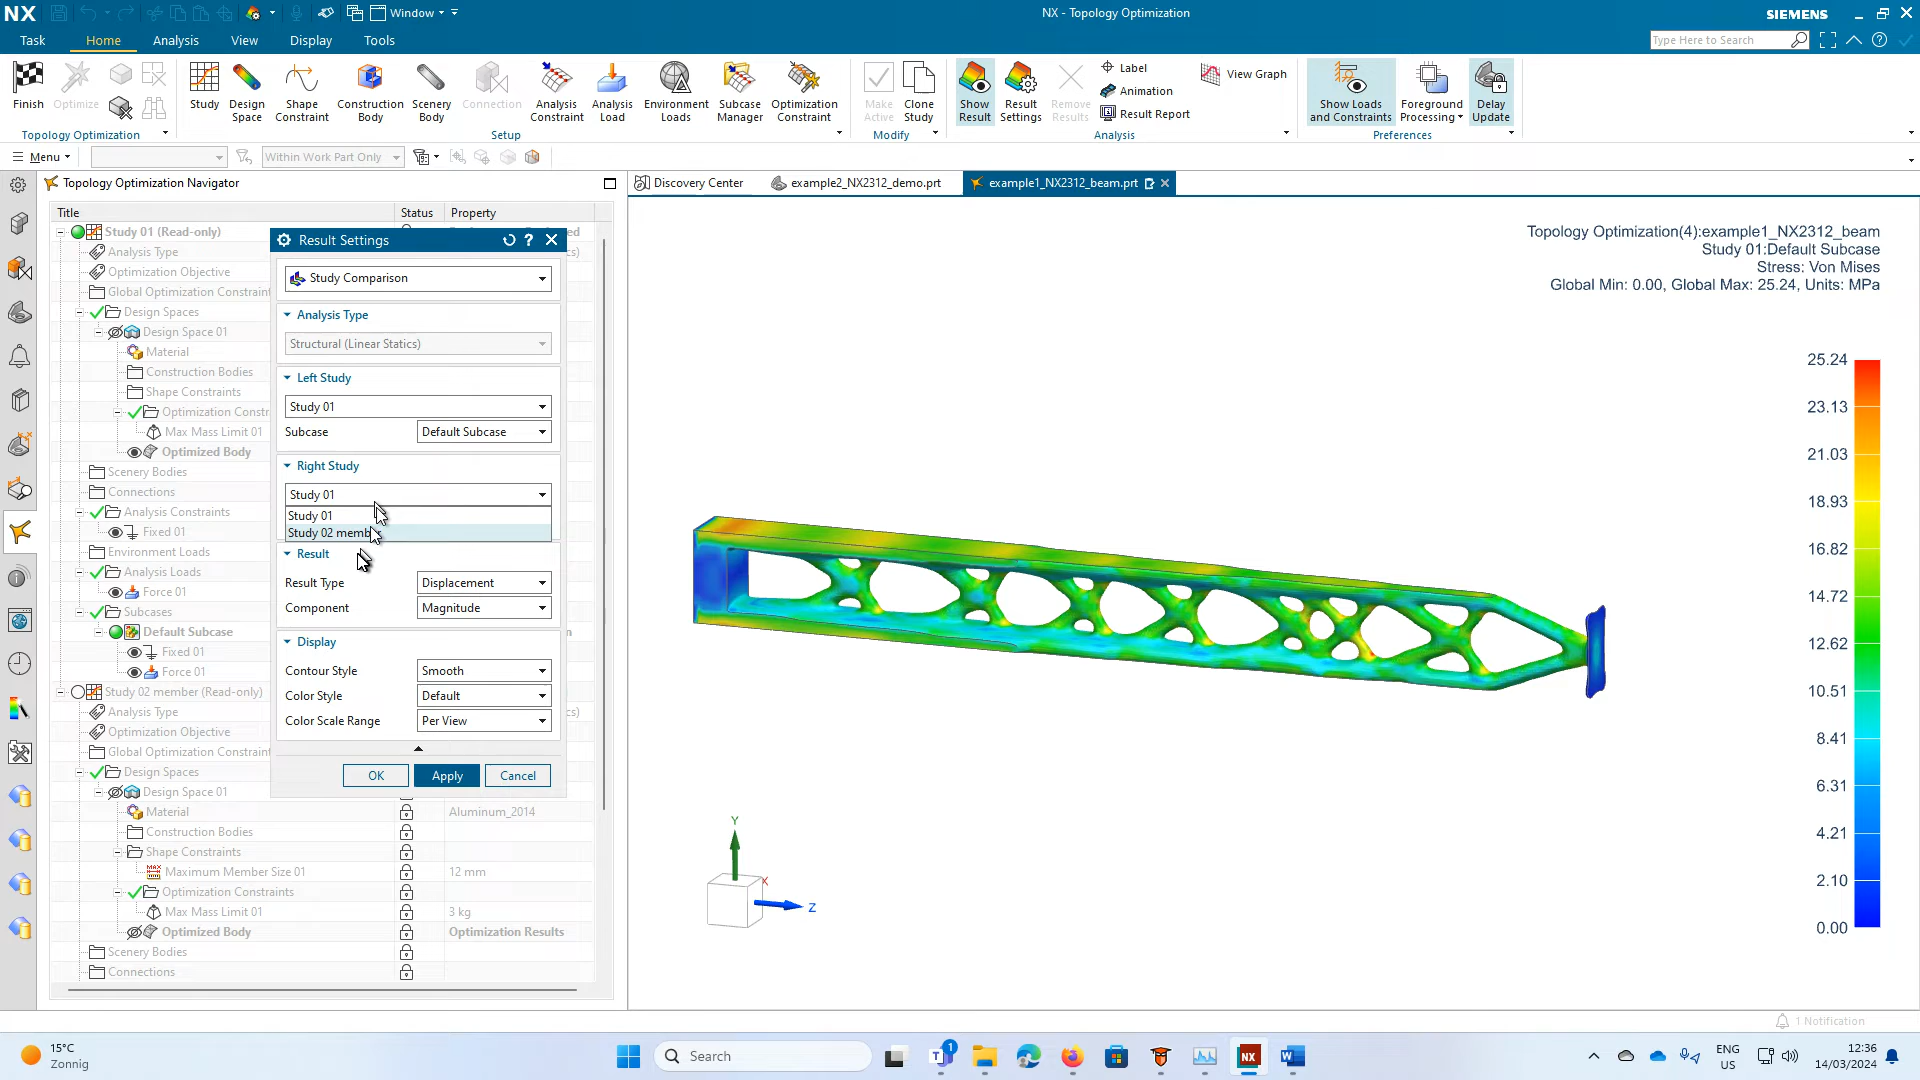 NX
Window
NX - Topology Optimization
SIEMENS
Task
Home
Analysis
View
Display
Tools
Type Here to Search
Finish
Optimize
Topology Optimization
Study
Design Space
Shape Constraint
Construction Body
Scenery Body
Connection
Analysis Constraint
Analysis Load
Environment Loads
Subcase Manager
Optimization Constraint
Setup
Make Active
Clone Study
Modify
Show Result
Result Settings
Remove Results
Label
Animation
Result Report
View Graph
Analysis
Show Loads and Constraints
Foreground Processing
Delay Update
Preferences
Menu
Within Work Part Only
Topology Optimization Navigator
Discovery Center
example2_NX2312_demo.prt
example1_NX2312_beam.prt
Title
Status
Property
Study 01 (Read-only)
Analysis Type
Optimization Objective
Global Optimization Constraint
Design Spaces
Design Space 01
Material
Construction Bodies
Shape Constraints
Optimization Constr
Max Mass Limit 01
Optimized Body
Scenery Bodies
Connections
Analysis Constraints
Fixed 01
Environment Loads
Analysis Loads
Force 01
Subcases
Default Subcase
Fixed 01
Force 01
Study 02 member (Read-only)
Analysis Type
Optimization Objective
Global Optimization Constraint
Design Spaces
Design Space 01
Material
Aluminum_2014
Construction Bodies
Shape Constraints
Maximum Member Size 01
12 mm
Optimization Constraints
Max Mass Limit 01
3 kg
Optimized Body
Optimization Results
Scenery Bodies
Connections
Result Settings
Study Comparison
Analysis Type
Structural (Linear Statics)
Left Study
Study 01
Subcase
Default Subcase
Right Study
Study 01
Study 01
Study 02 memb
Result
Result Type
Displacement
Component
Magnitude
Display
Contour Style
Smooth
Color Style
Default
Color Scale Range
Per View
OK
Apply
Cancel
Topology Optimization(4):example1_NX2312_beam
Study 01:Default Subcase
Stress: Von Mises
Global Min: 0.00, Global Max: 25.24, Units: MPa
25.24
23.13
21.03
18.93
16.82
14.72
12.62
10.51
8.41
6.31
4.21
2.10
0.00
Y
X
Z
1 Notification
15°C
Zonnig
Search
1
NX
ENG
US
12:36
14/03/2024